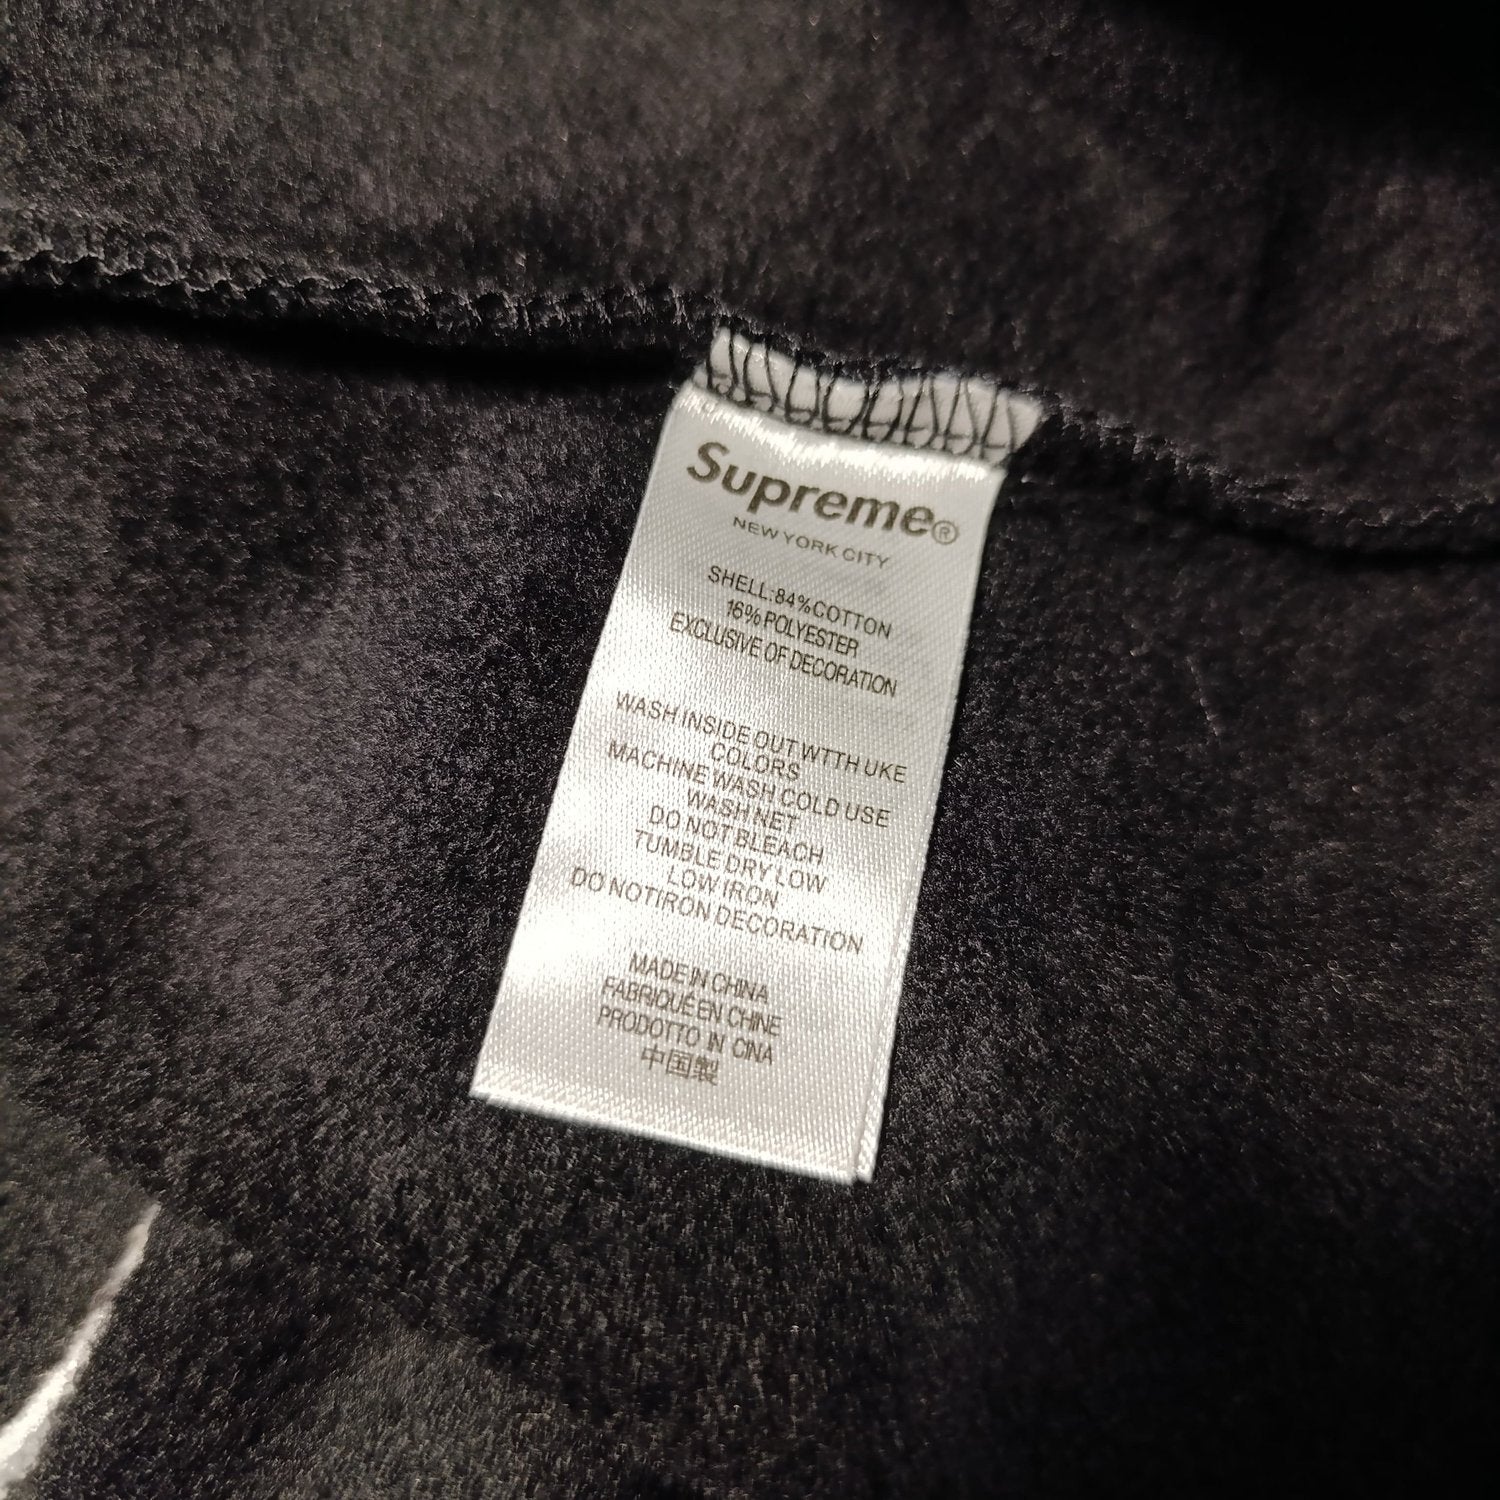 Supreme®
NEW YORK CITY
SHELL:84%COTTON
16%POLYESTER
EXCLUSIVE OF DECORATION
WASH INSIDE OUT WTTH UKE
COLORS
MACHINE WASH COLD USE
WASH NET
DO NOT BLEACH
TUMBLE DRY LOW
LOW IRON
DO NOTIRON DECORATION
MADE IN CHINA
FABRIQUÉ EN CHINE
PRODOTTO IN CINA
中国製